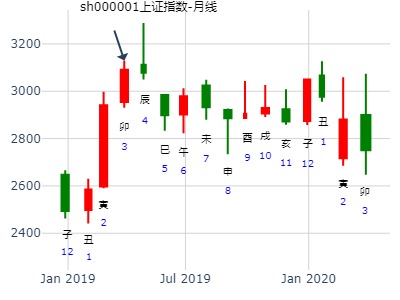 sh000001上证指数-月线
3200
3000
2800
2600
2400
子
12
丑
1
寅
2
卯
3
辰
4
巳
5
午
6
未
7
申
8
酉
9
戌
10
亥
11
子
12
丑
1
寅
2
卯
3
Jan 2019
Jul 2019
Jan 2020